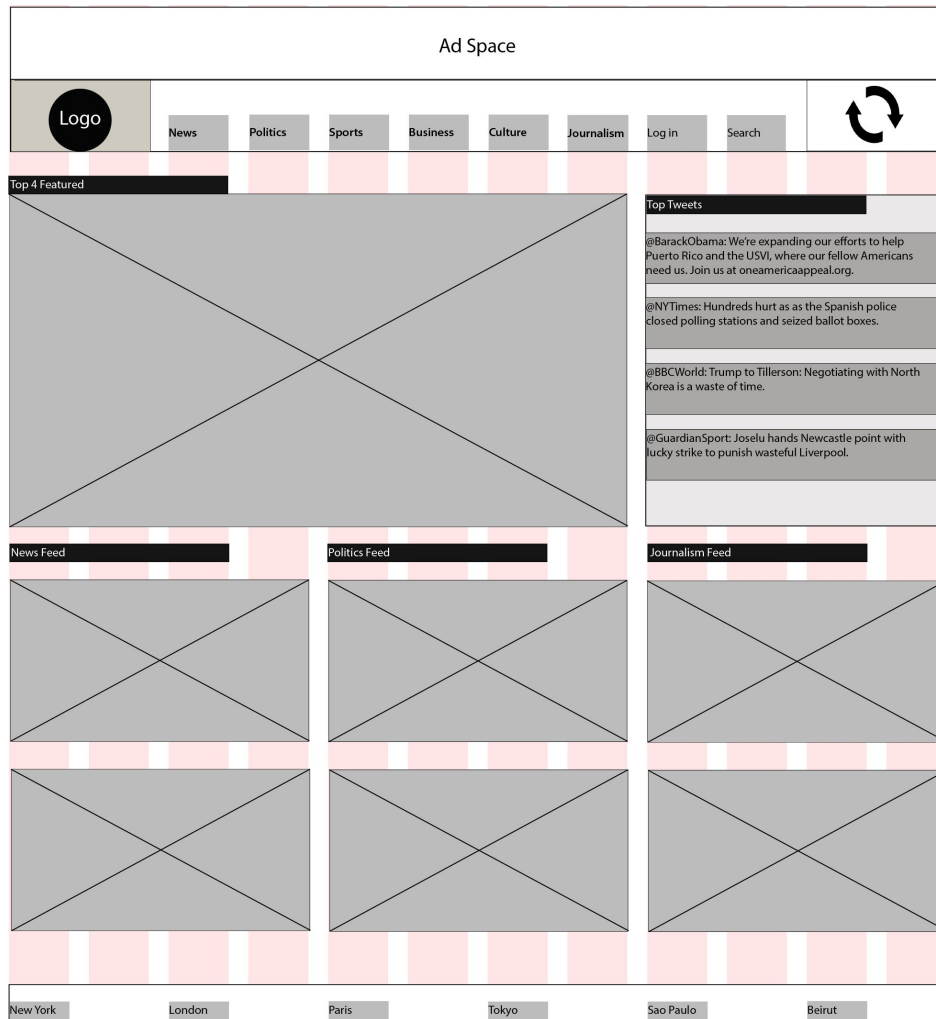 Ad Space
Logo
News
Politics
Sports
Business
Culture
Journalism
Log in
Search
Top 4 Featured
Top Tweets
@BarackObama: We're expanding our efforts to help
Puerto Rico and the USVI, where our fellow Americans
need us. Join us at oneamericaappeal.org.
@NYTimes: Hundreds hurt as as the Spanish police
closed polling stations and seized ballot boxes.
@BBCWorld: Trump to Tillerson: Negotiating with North
Korea is a waste of time.
@GuardianSport: Joselu hands Newcastle point with
lucky strike to punish wasteful Liverpool.
News Feed
Politics Feed
Journalism Feed
New York
London
Paris
Tokyo
Sao Paulo
Beirut